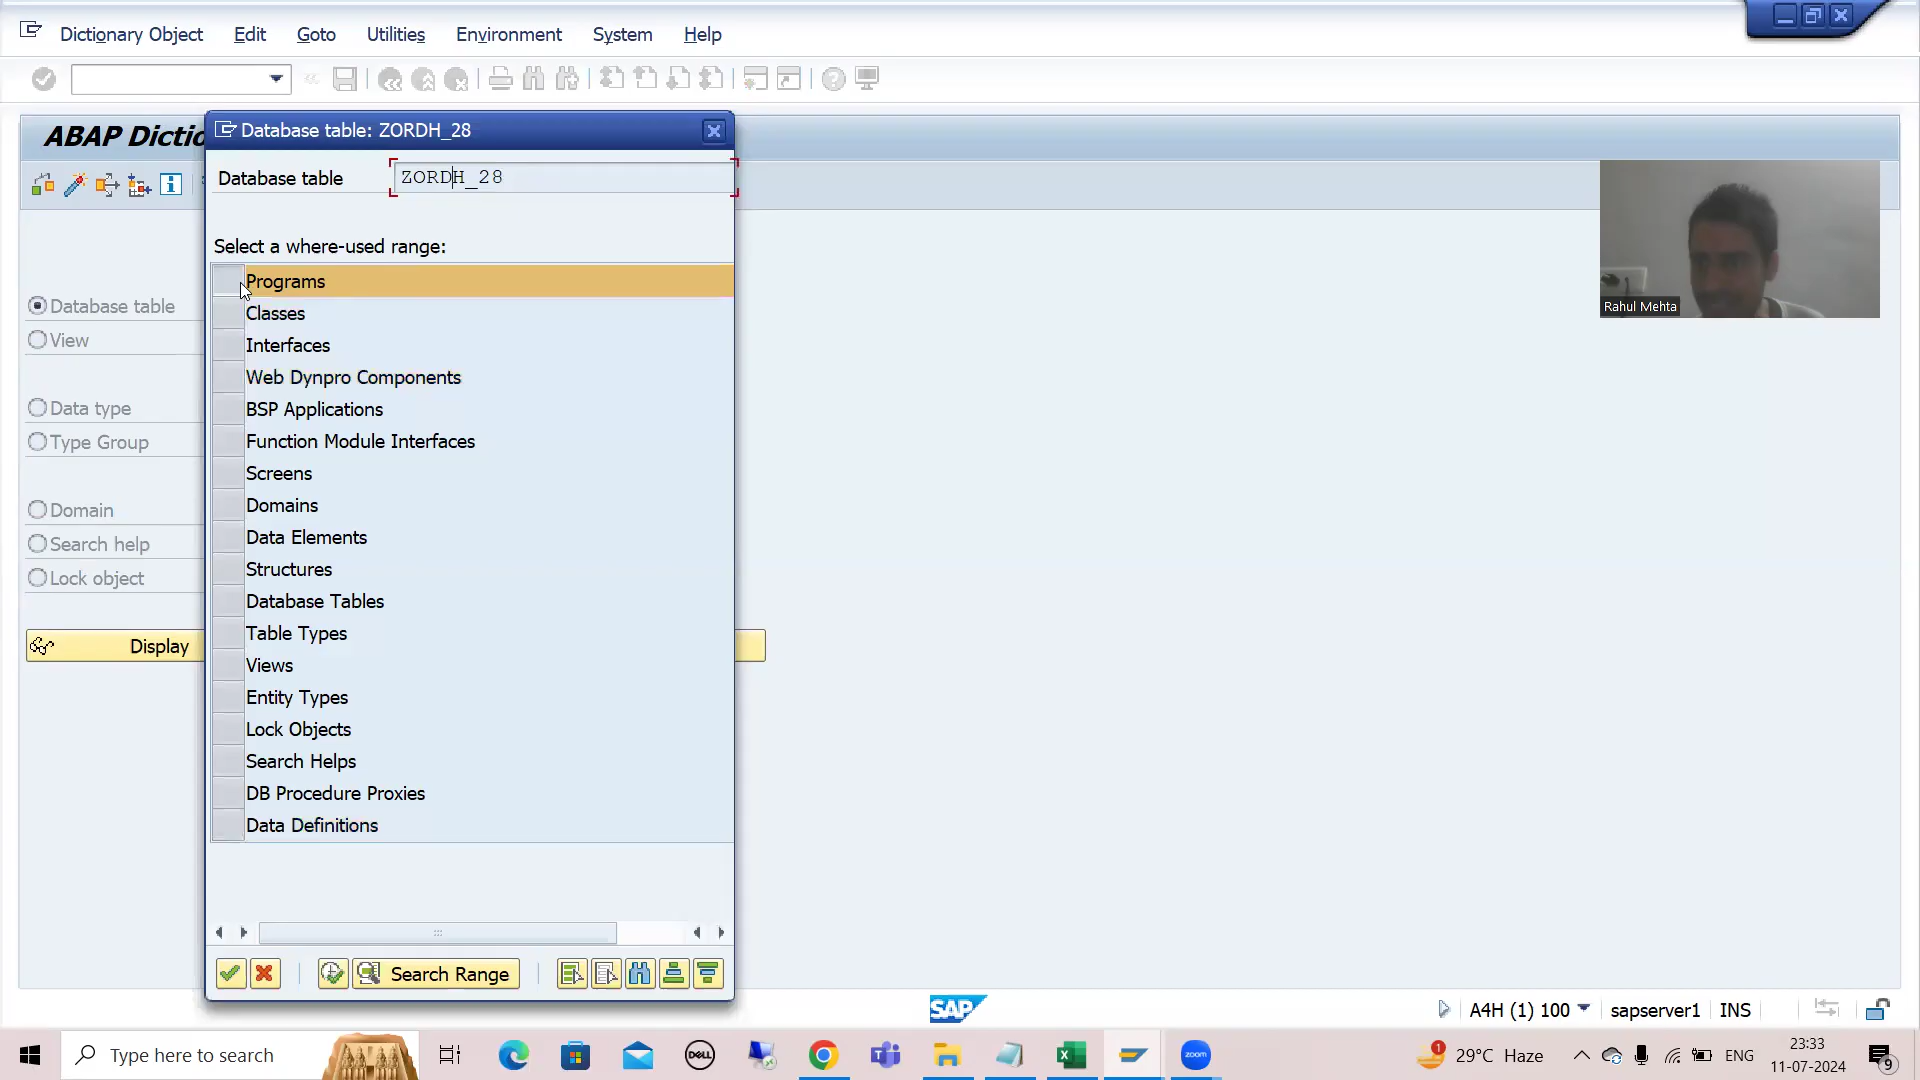 Dictionary Object Edit Goto Utilities Environment System Help
ABAP Dictio
Database table: ZORDH_28
Database table ZORDH_28
Select a where-used range:
Programs
Classes
Interfaces
Web Dynpro Components
BSP Applications
Function Module Interfaces
Screens
Domains
Data Elements
Structures
Database Tables
Table Types
Views
Entity Types
Lock Objects
Search Helps
DB Procedure Proxies
Data Definitions
Search Range
Database table
View
Data type
Type Group
Domain
Search help
Lock object
Display
Rahul Mehta
SAP
A4H (1) 100 sapserver1 INS
Type here to search
DELL
zoom
1
29°C Haze
ENG
23:33
11-07-2024
9